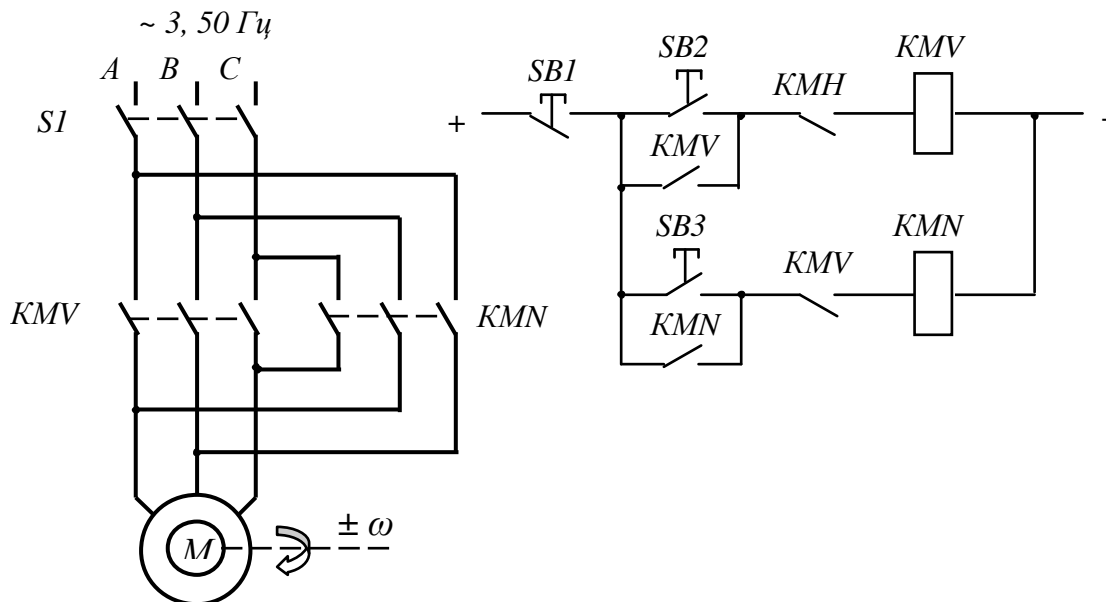 ~ 3, 50 Гц
A B C
S1
KMV
KMN
M
± ω
+
SB1
SB2
KMH
KMV
KMV
SB3
KMV
KMN
KMN